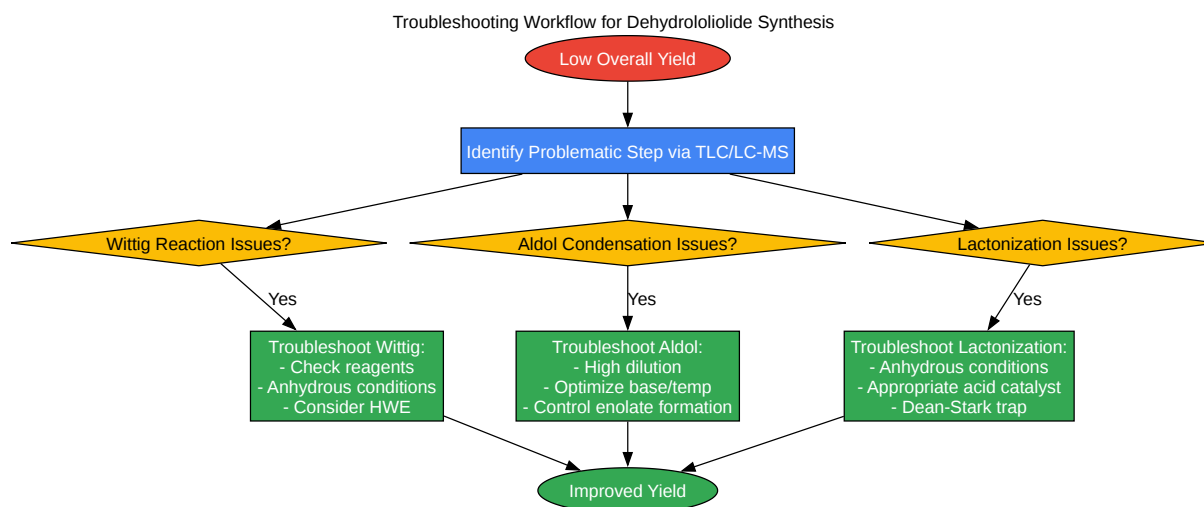 Troubleshooting Workflow for Dehydrololiolide Synthesis
Low Overall Yield
Identify Problematic Step via TLC/LC-MS
Wittig Reaction Issues?
Aldol Condensation Issues?
Lactonization Issues?
Yes
Yes
Yes
Troubleshoot Wittig:
- Check reagents
- Anhydrous conditions
- Consider HWE
Troubleshoot Aldol:
- High dilution
- Optimize base/temp
- Control enolate formation
Troubleshoot Lactonization:
- Anhydrous conditions
- Appropriate acid catalyst
- Dean-Stark trap
Improved Yield